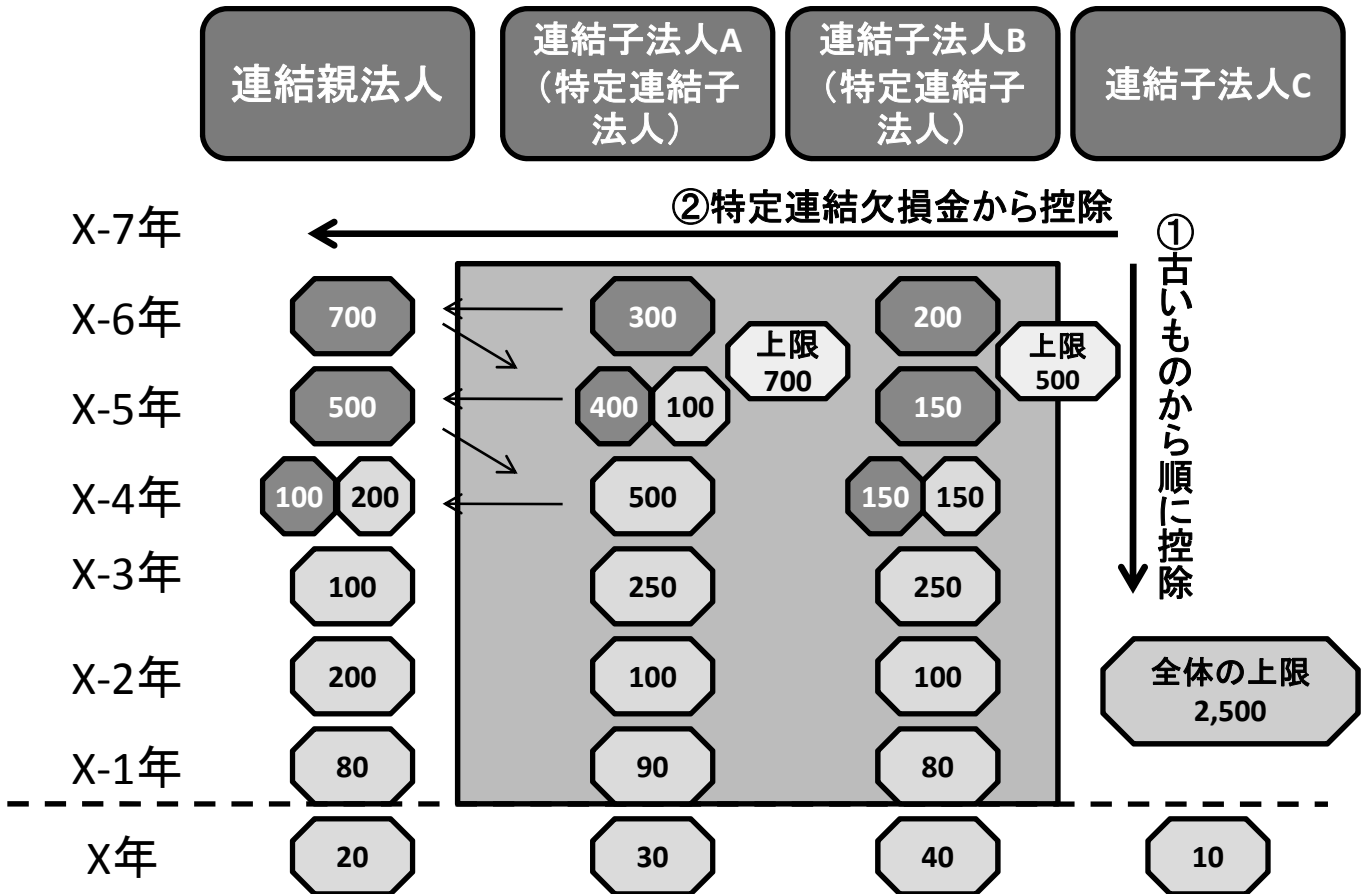 連結親法人
連結子法人A
（特定連結子
法人）
連結子法人B
（特定連結子
法人）
連結子法人C
②特定連結欠損金から控除
①古いものから順に控除
X-7年
X-6年
700
300
200
上限
700
上限
500
X-5年
500
400
100
150
X-4年
100
200
500
150
150
X-3年
100
250
250
X-2年
200
100
100
全体の上限
2,500
X-1年
80
90
80
X年
20
30
40
10